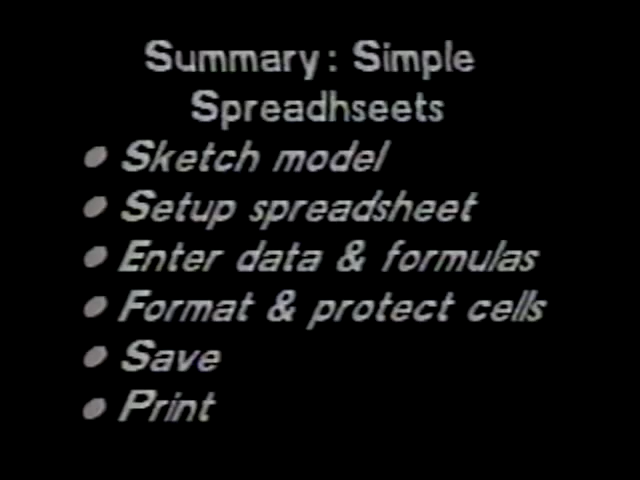 Summary: Simple
Spreadhseets
• Sketch model
• Setup spreadsheet
• Enter data & formulas
• Format & protect cells
• Save
• Print